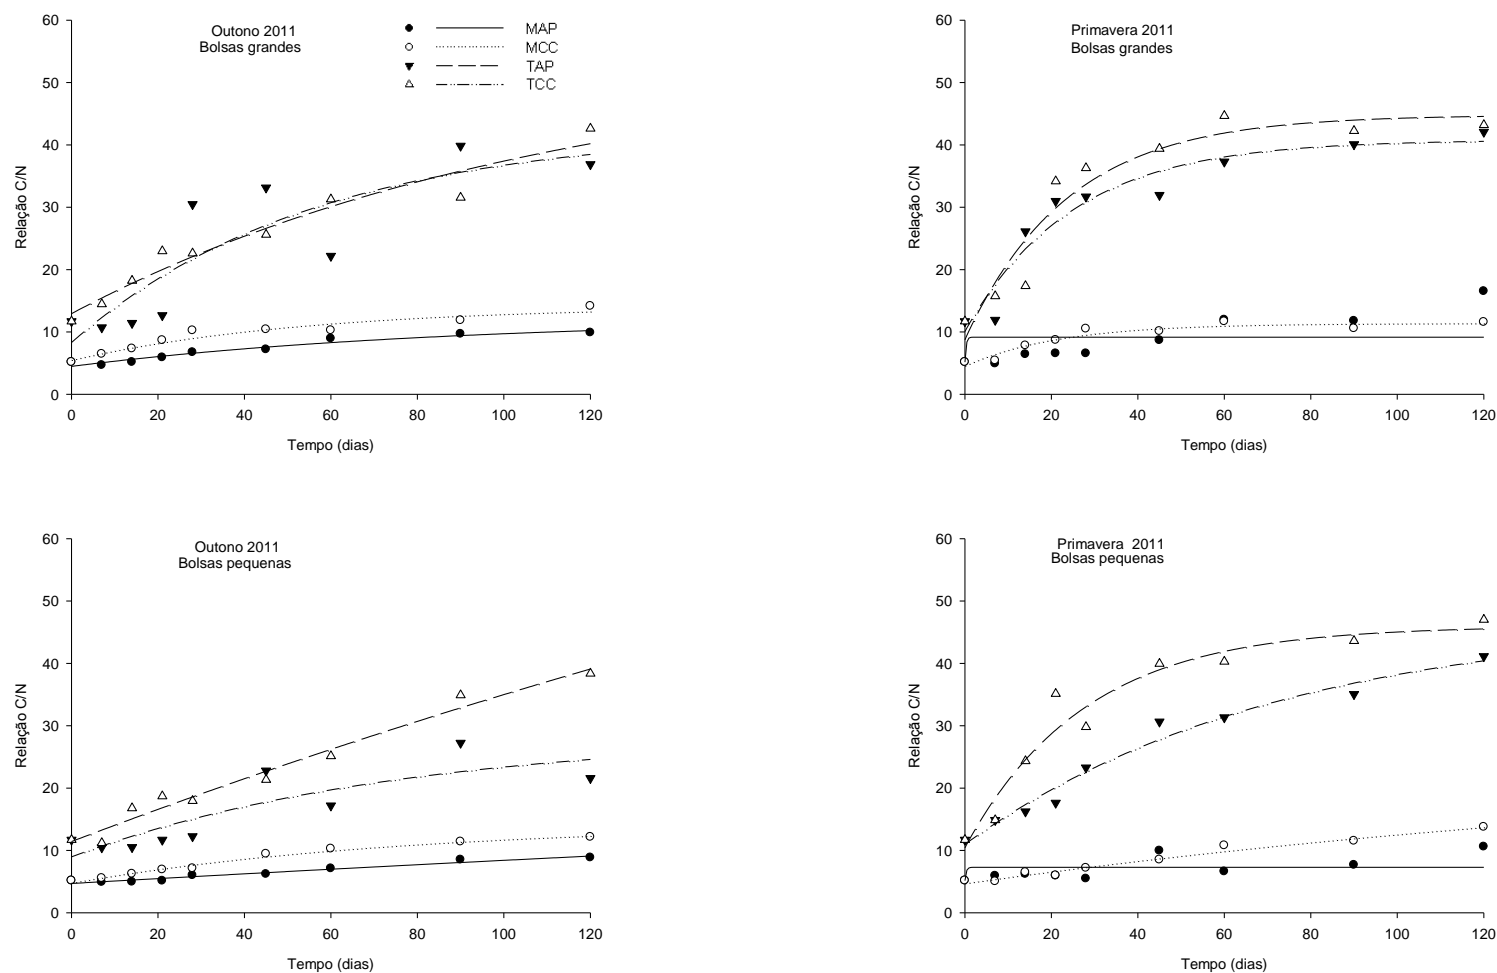 Outono 2011
Bolsas grandes
MAP
MCC
TAP
TCC
Relação C/N
60
50
40
30
20
10
0
0 20 40 60 80 100 120
Tempo (dias)
Primavera 2011
Bolsas grandes
Relação C/N
60
50
40
30
20
10
0
0 20 40 60 80 100 120
Tempo (dias)
Outono 2011
Bolsas pequenas
Relação C/N
60
50
40
30
20
10
0
0 20 40 60 80 100 120
Tempo (dias)
Primavera 2011
Bolsas pequenas
Relação C/N
60
50
40
30
20
10
0
0 20 40 60 80 100 120
Tempo (dias)